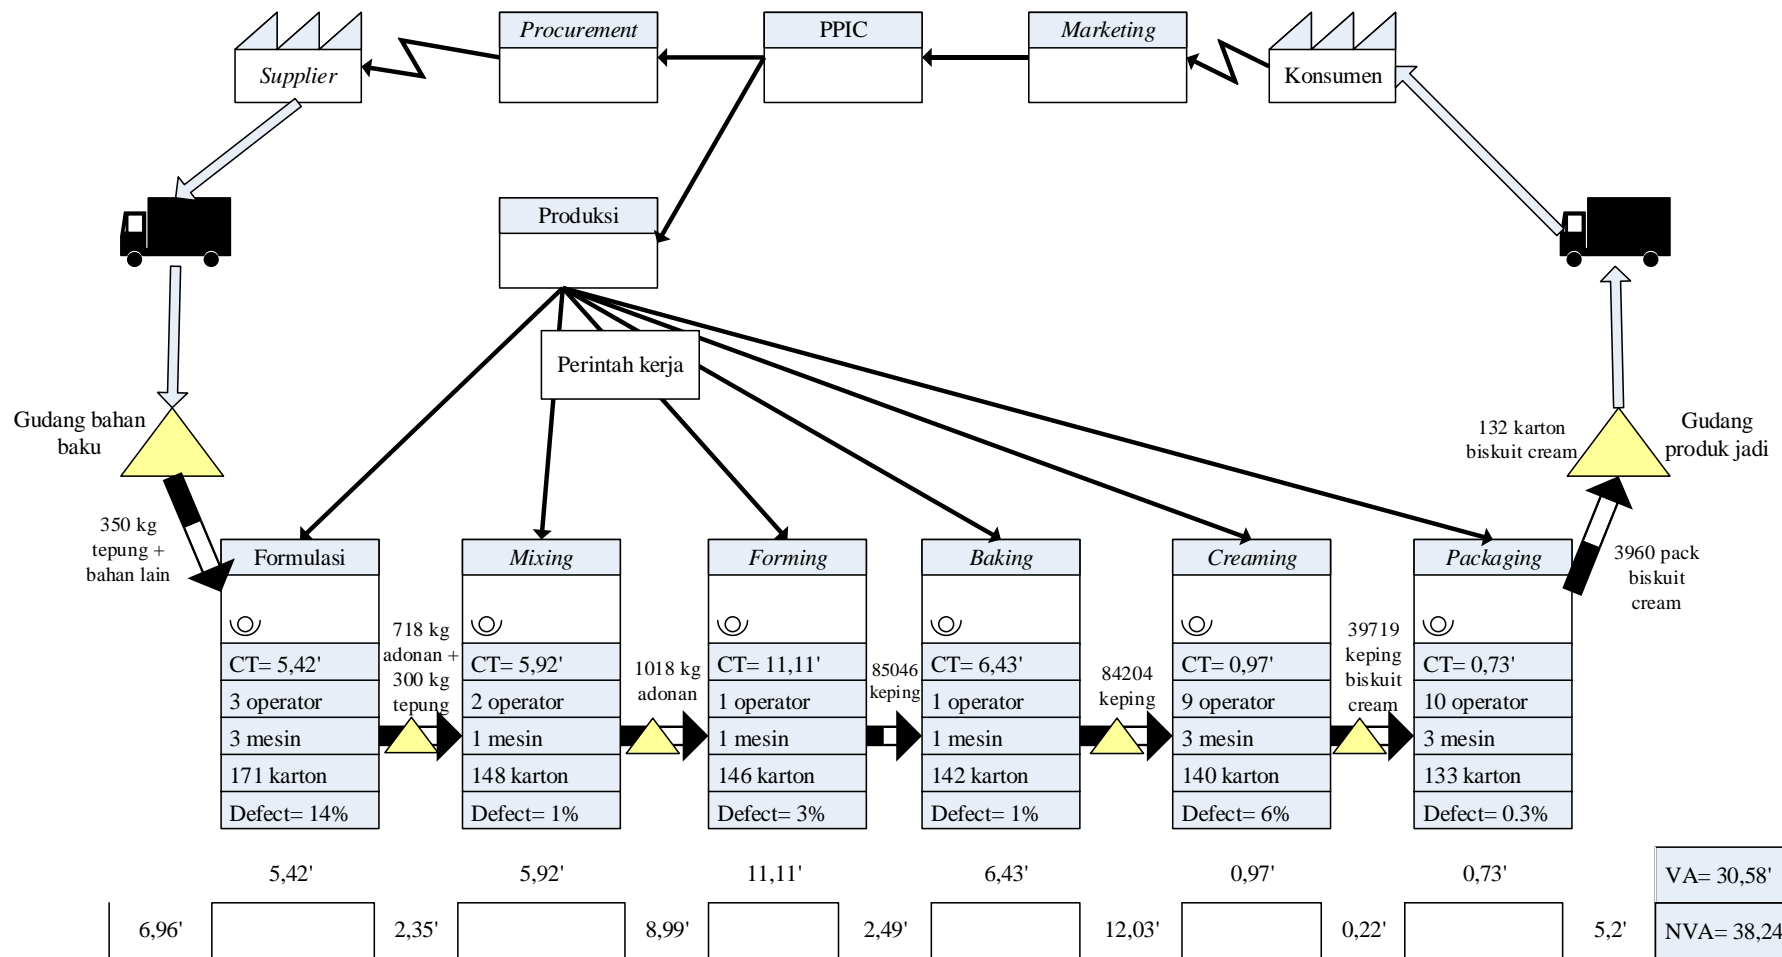 Supplier
Procurement
PPIC
Marketing
Konsumen
Produksi
Perintah kerja
Gudang bahan
baku
132 karton
biskuit cream
Gudang
produk jadi
350 kg
tepung +
bahan lain
3960 pack
biskuit
cream
Formulasi
CT= 5,42'
3 operator
3 mesin
171 karton
Defect= 14%
718 kg
adonan +
300 kg
tepung
Mixing
CT= 5,92'
2 operator
1 mesin
148 karton
Defect= 1%
1018 kg
adonan
Forming
CT= 11,11'
1 operator
1 mesin
146 karton
Defect= 3%
85046
keping
Baking
CT= 6,43'
1 operator
1 mesin
142 karton
Defect= 1%
84204
keping
Creaming
CT= 0,97'
9 operator
3 mesin
140 karton
Defect= 6%
39719
keping
biskuit
cream
Packaging
CT= 0,73'
10 operator
3 mesin
133 karton
Defect= 0.3%
5,42'
5,92'
11,11'
6,43'
0,97'
0,73'
VA= 30,58'
6,96'
2,35'
8,99'
2,49'
12,03'
0,22'
5,2'
NVA= 38,24